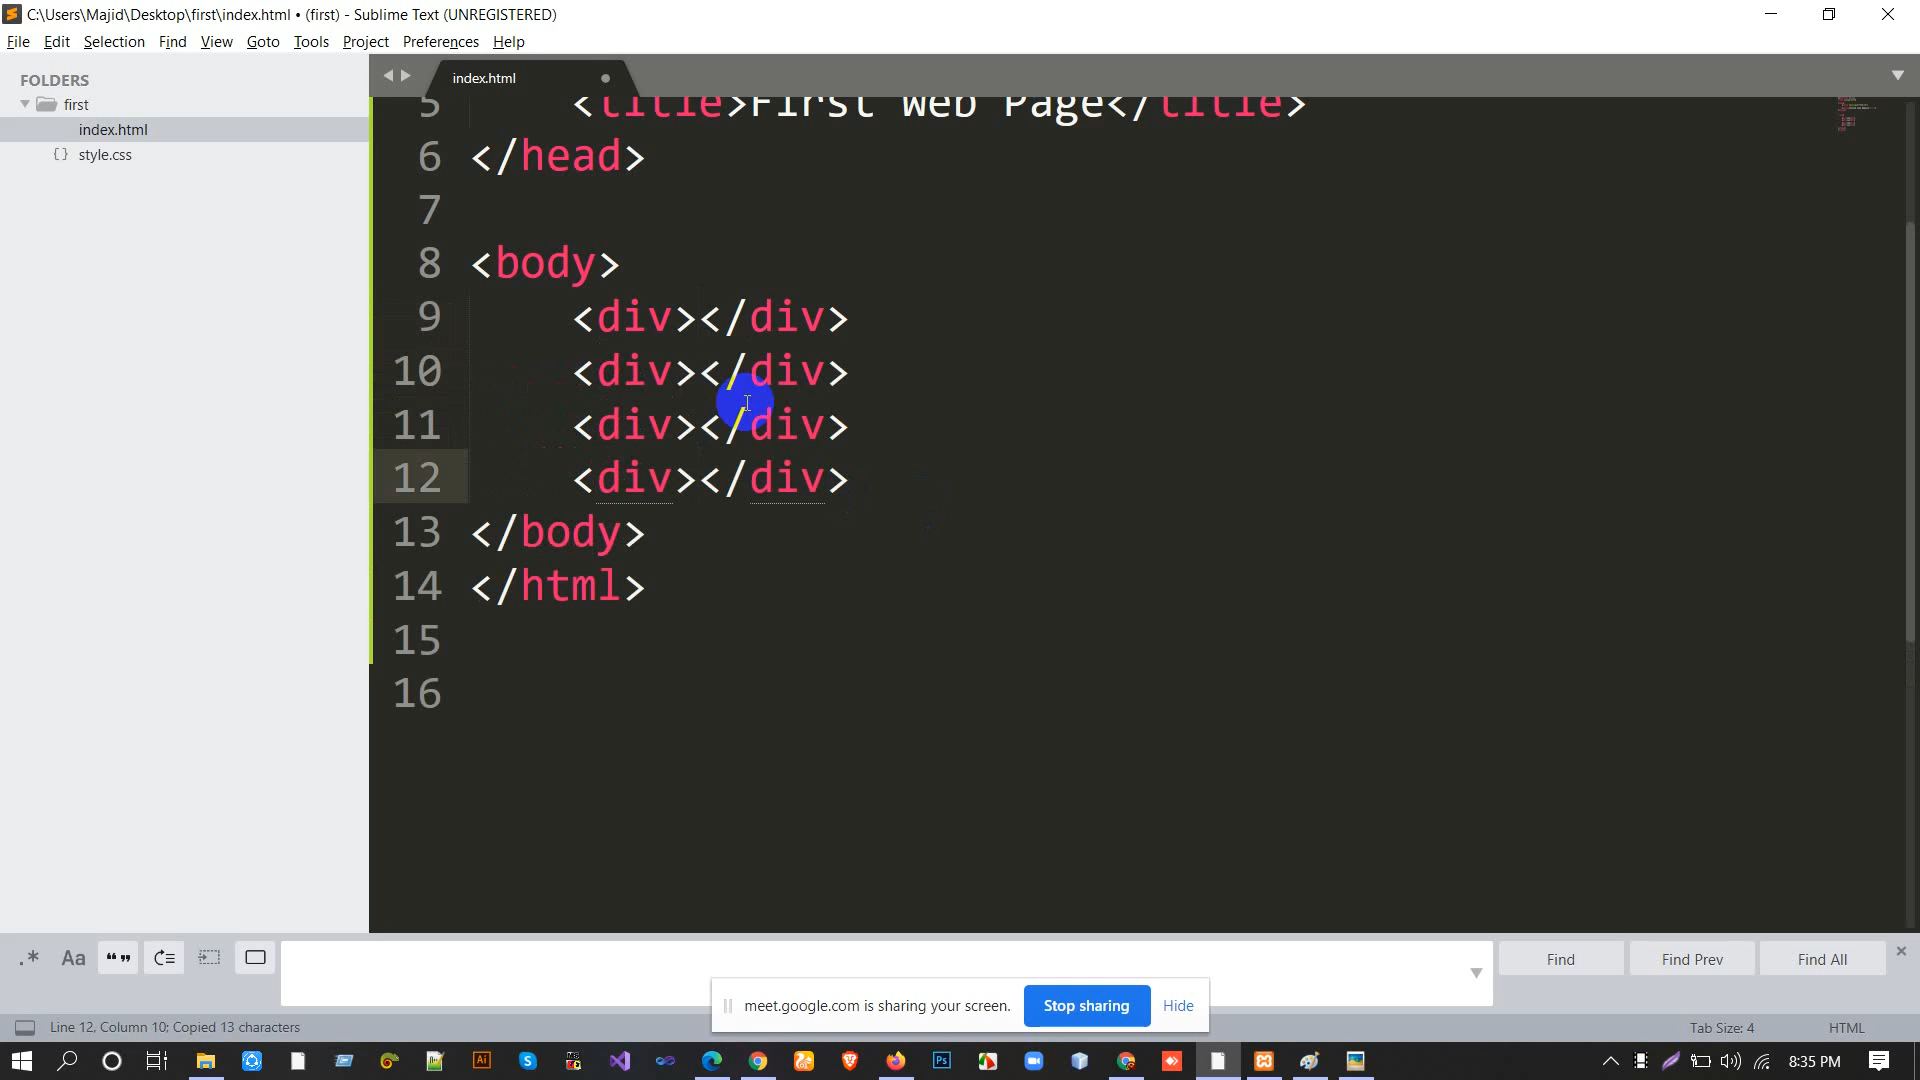 C:\Users\Majid\Desktop\first\index.html • (first) - Sublime Text (UNREGISTERED)
File Edit Selection Find View Goto Tools Project Preferences Help
FOLDERS
first
index.html
{} style.css
index.html
5 <title>First Web Page</title>
6 </head>
7
8 <body>
9 <div></div>
10 <div></div>
11 <div></div>
12 <div></div>
13 </body>
14 </html>
15
16
.* Aa “” Find Find Prev Find All
meet.google.com is sharing your screen. Stop sharing Hide
Line 12, Column 10; Copied 13 characters Tab Size: 4 HTML
8:35 PM